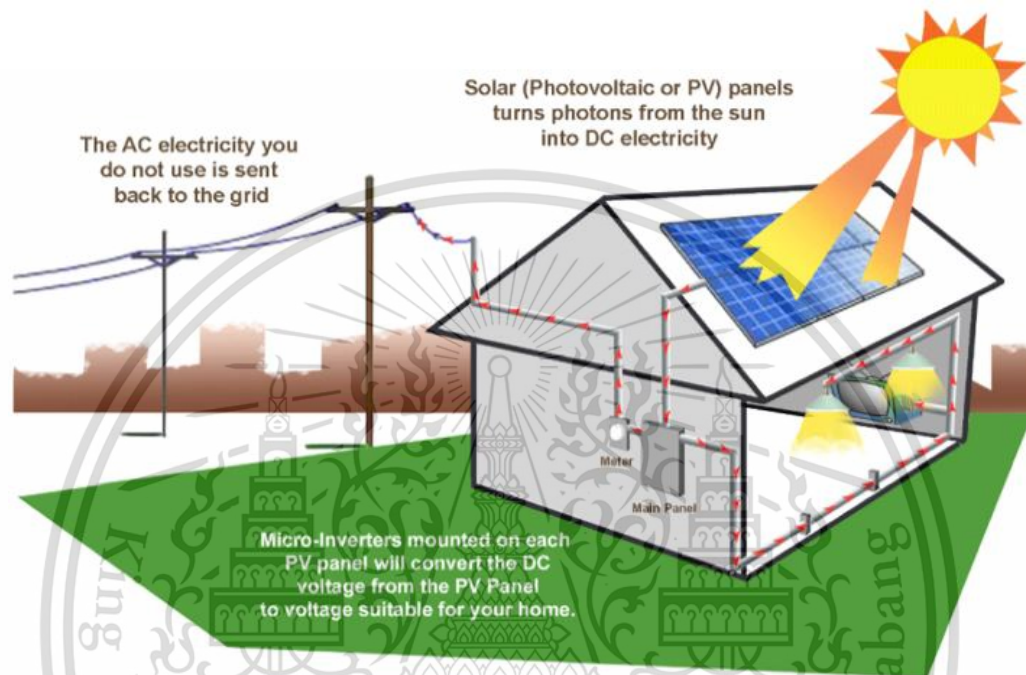 Solar (Photovoltaic or PV) panels
turns photons from the sun
into DC electricity
The AC electricity you
do not use is sent
back to the grid
Meter
Main Panel
Micro-Inverters mounted on each
PV panel will convert the DC
voltage from the PV Panel
to voltage suitable for your home.
King
abang